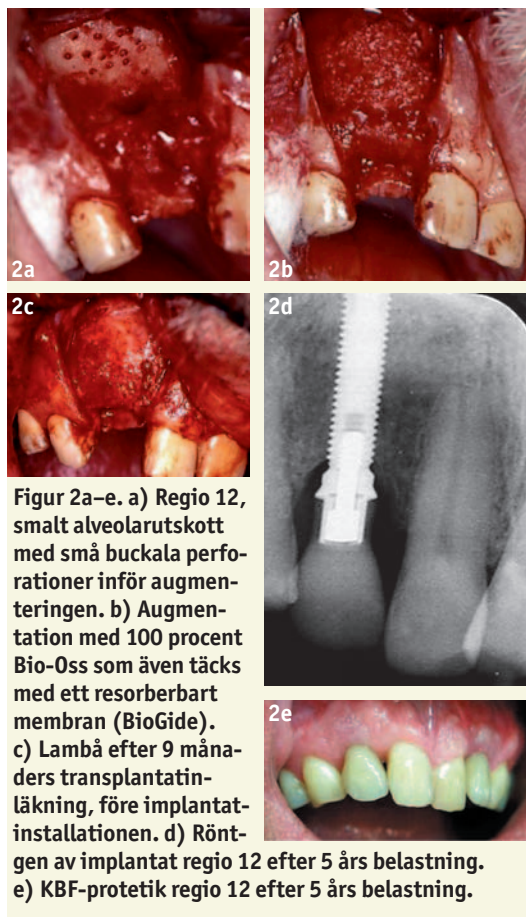 2a
2b
2c
2d
2e
Figur 2a–e. a) Regio 12,
smalt alveolarutskott
med små buckala perfo-
rationer inför augmen-
teringen. b) Augmen-
tation med 100 procent
Bio-Oss som även täcks
med ett resorberbart
membran (BioGide).
c) Lambå efter 9 måna-
ders transplantatin-
läkning, före implantat-
installationen. d) Rönt-
gen av implantat regio 12 efter 5 års belastning.
e) KBF-protetik regio 12 efter 5 års belastning.